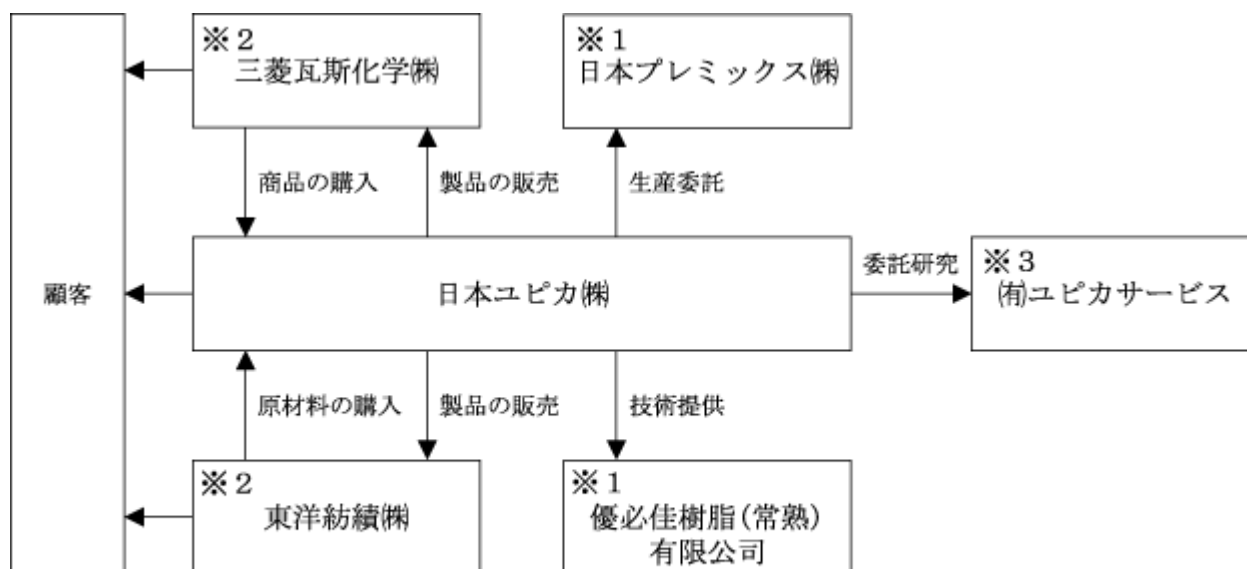 ※2
三菱瓦斯化学㈱
※1
日本プレミックス㈱
商品の購入
製品の販売
生産委託
顧客
日本ユピカ㈱
委託研究
※3
㈲ユピカサービス
原材料の購入
製品の販売
技術提供
※2
東洋紡績㈱
※1
優必佳樹脂(常熟)
有限公司